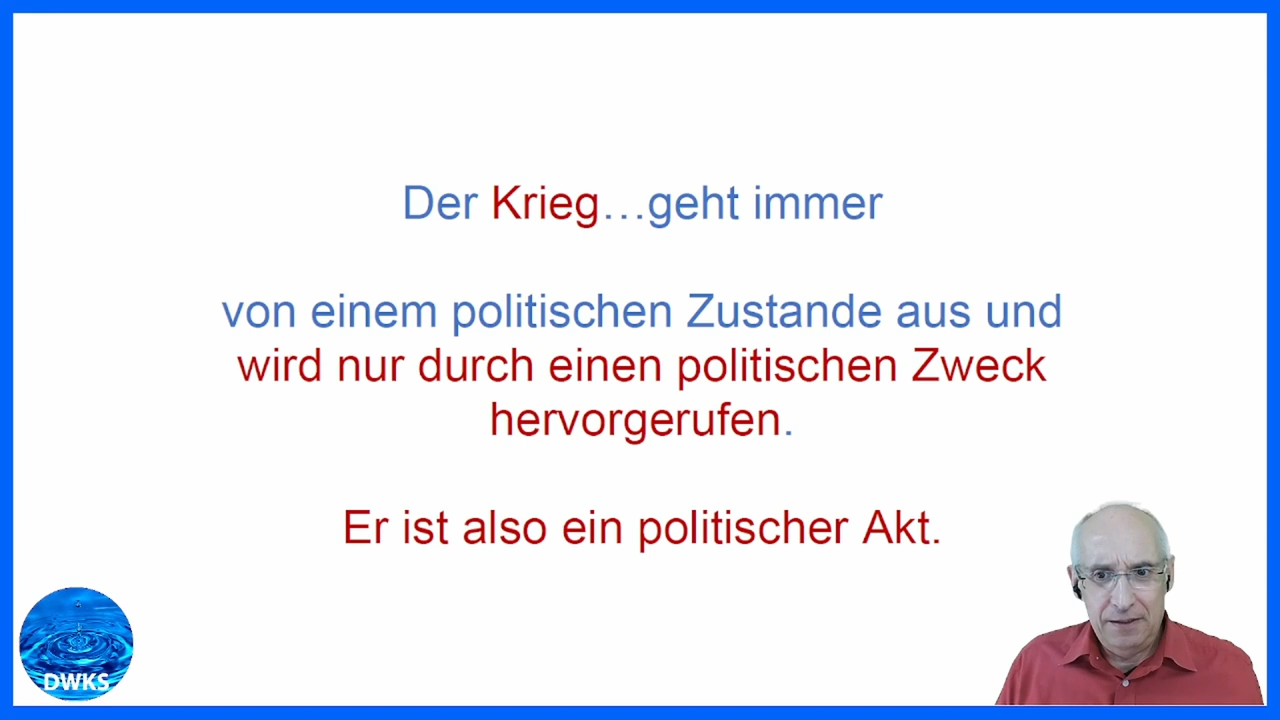 Der Krieg…geht immer
von einem politischen Zustande aus und
wird nur durch einen politischen Zweck
hervorgerufen.
Er ist also ein politischer Akt.
DWKS